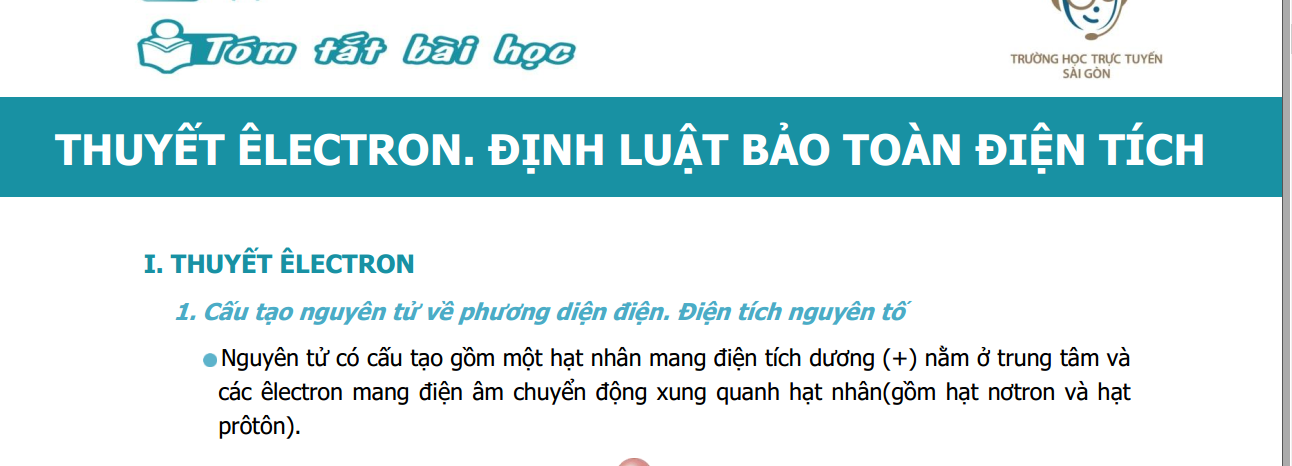 Tóm tắt bài học
TRƯỜNG HỌC TRỰC TUYẾN
SÀI GÒN
THUYẾT ÊLECTRON. ĐỊNH LUẬT BẢO TOÀN ĐIỆN TÍCH
I. THUYẾT ÊLECTRON
1. Cấu tạo nguyên tử về phương diện điện. Điện tích nguyên tố
Nguyên tử có cấu tạo gồm một hạt nhân mang điện tích dương (+) nằm ở trung tâm và
các êlectron mang điện âm chuyển động xung quanh hạt nhân(gồm hạt nơtron và hạt
prôtôn).